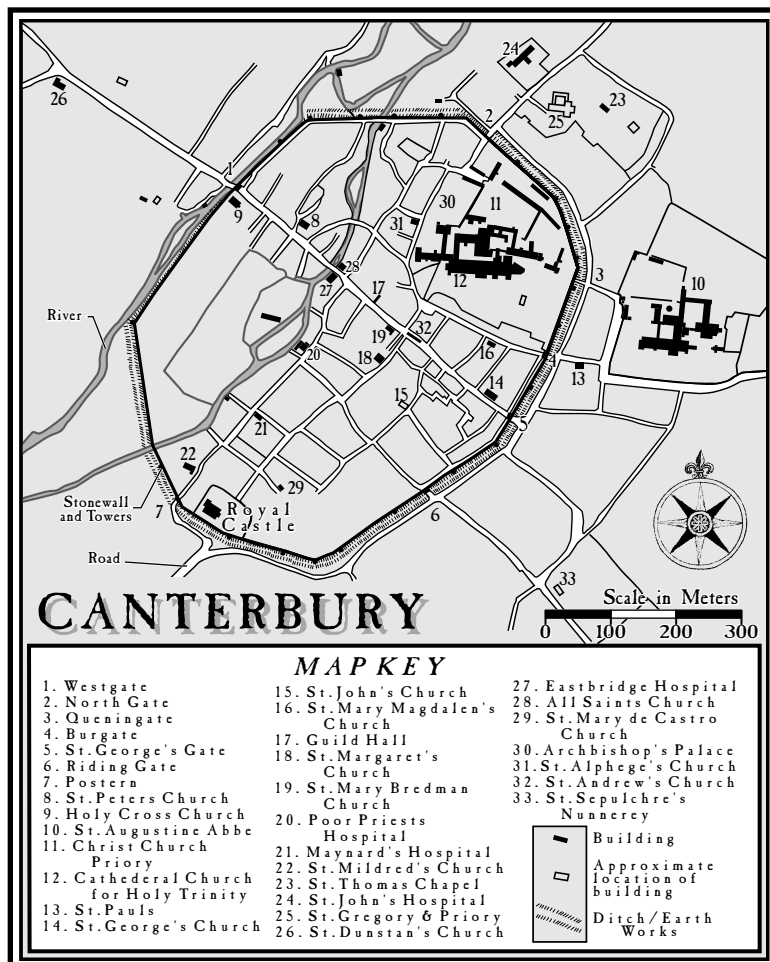 24
26
23
2
25
1
30
11
9
8
31
28
12
3
10
27
17
River
19
32
20
18
16
4
13
15
14
21
5
22
29
Stonewall
and Towers
7
Royal
Castle
6
Road
33
Scale in Meters
0 100 200 300
CANTERBURY
MAP KEY
1. Westgate
2. North Gate
3. Queningate
4. Burgate
5. St.George's Gate
6. Riding Gate
7. Postern
8. St.Peters Church
9. Holy Cross Church
10. St.Augustine Abbe
11. Christ Church
Priory
12. Cathederal Church
for Holy Trinity
13. St.Pauls
14. St.George's Church
15. St.John's Church
16. St.Mary Magdalen's
Church
17. Guild Hall
18. St.Margaret's
Church
19. St.Mary Bredman
Church
20. Poor Priests
Hospital
21. Maynard's Hospital
22. St.Mildred's Church
23. St.Thomas Chapel
24. St.John's Hospital
25. St.Gregory & Priory
26. St.Dunstan's Church
27. Eastbridge Hospital
28. All Saints Church
29. St.Mary de Castro
Church
30. Archbishop's Palace
31. St.Alphege's Church
32. St.Andrew's Church
33. St.Sepulchre's
Nunnerey
Building
Approximate
location of
building
Ditch/Earth
Works